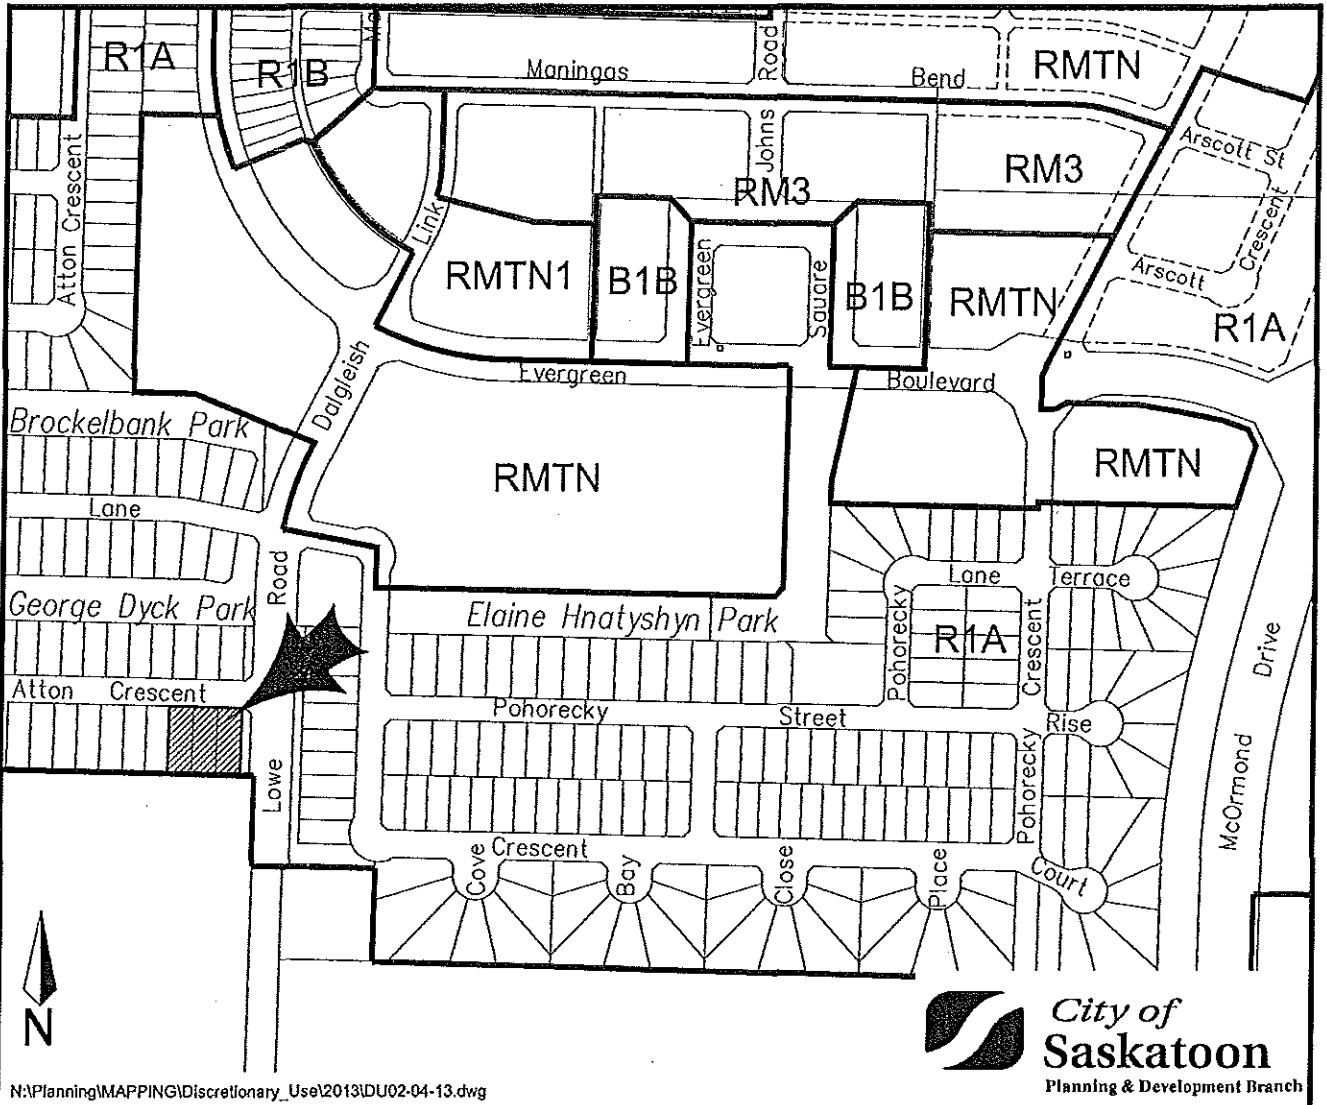 R1A
R1B
Maningas
Road
Bend
RMTN
Atton Crescent
Link
Johns
RM3
RM3
Arscott St
Crescent
Arscott
RMTN1
B1B
Evergreen
Square
B1B
RMTN
R1A
Dalgleish
Evergreen
Boulevard
Brockelbank Park
RMTN
RMTN
Lane
Road
Lane
Terrace
George Dyck Park
Elaine Hnatyshyn Park
Pohorecky
R1A
Crescent
Drive
Atton Crescent
Pohorecky
Street
Rise
Lowe
Pohorecky
McOrmond
Crescent
Cove
Bay
Close
Place
Court
N
City of
Saskatoon
Planning & Development Branch
N:\Planning\MAPPING\Discretionary_Use\2013\DU02-04-13.dwg